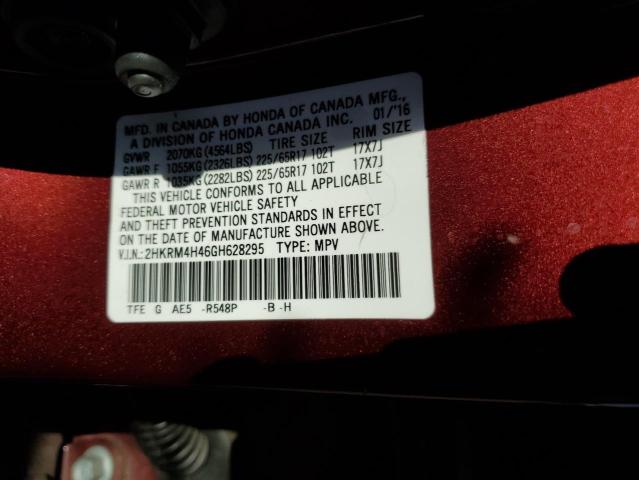 MFD. IN CANADA BY HONDA OF CANADA MFG.,
A DIVISION OF HONDA CANADA INC. 01/'16
GVWR 2070KG(4564LBS) TIRE SIZE RIM SIZE
GAWR F 1055KG(2326LBS) 225/65R17 102T 17X7J
GAWR R 1035KG(2282LBS) 225/65R17 102T 17X7J
THIS VEHICLE CONFORMS TO ALL APPLICABLE
FEDERAL MOTOR VEHICLE SAFETY
AND THEFT PREVENTION STANDARDS IN EFFECT
ON THE DATE OF MANUFACTURE SHOWN ABOVE.
V.I.N.:2HKRM4H46GH628295 TYPE: MPV
TFE G AE5 -R548P -B -H